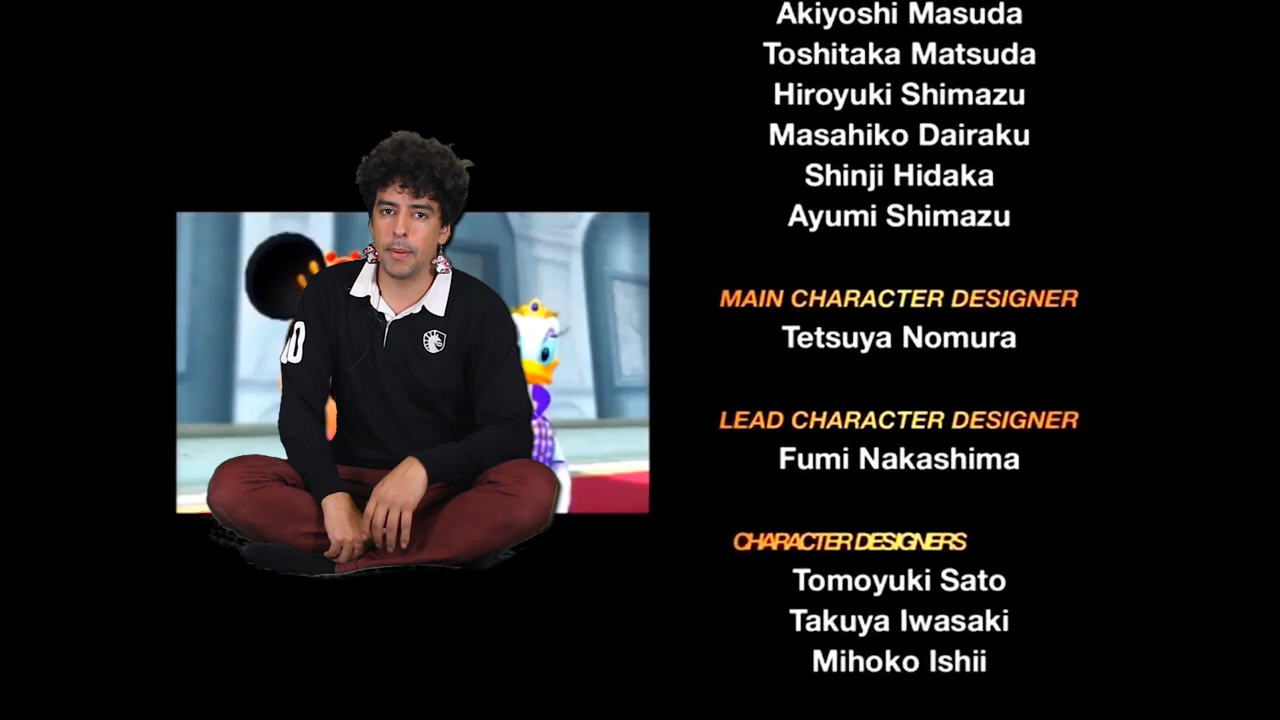 Akiyoshi Masuda
Toshitaka Matsuda
Hiroyuki Shimazu
Masahiko Dairaku
Shinji Hidaka
Ayumi Shimazu
MAIN CHARACTER DESIGNER
Tetsuya Nomura
LEAD CHARACTER DESIGNER
Fumi Nakashima
CHARACTER DESIGNERS
Tomoyuki Sato
Takuya Iwasaki
Mihoko Ishii